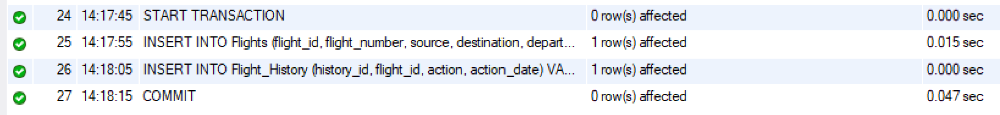 24 14:17:45 START TRANSACTION 0 row(s) affected 0.000 sec
25 14:17:55 INSERT INTO Flights (flight_id, flight_number, source, destination, depart... 1 row(s) affected 0.015 sec
26 14:18:05 INSERT INTO Flight_History (history_id, flight_id, action, action_date) VA... 1 row(s) affected 0.000 sec
27 14:18:15 COMMIT 0 row(s) affected 0.047 sec